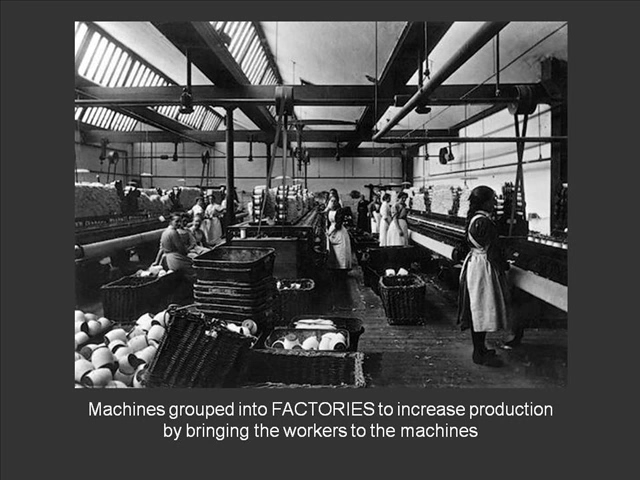 Machines grouped into FACTORIES to increase production
by bringing the workers to the machines